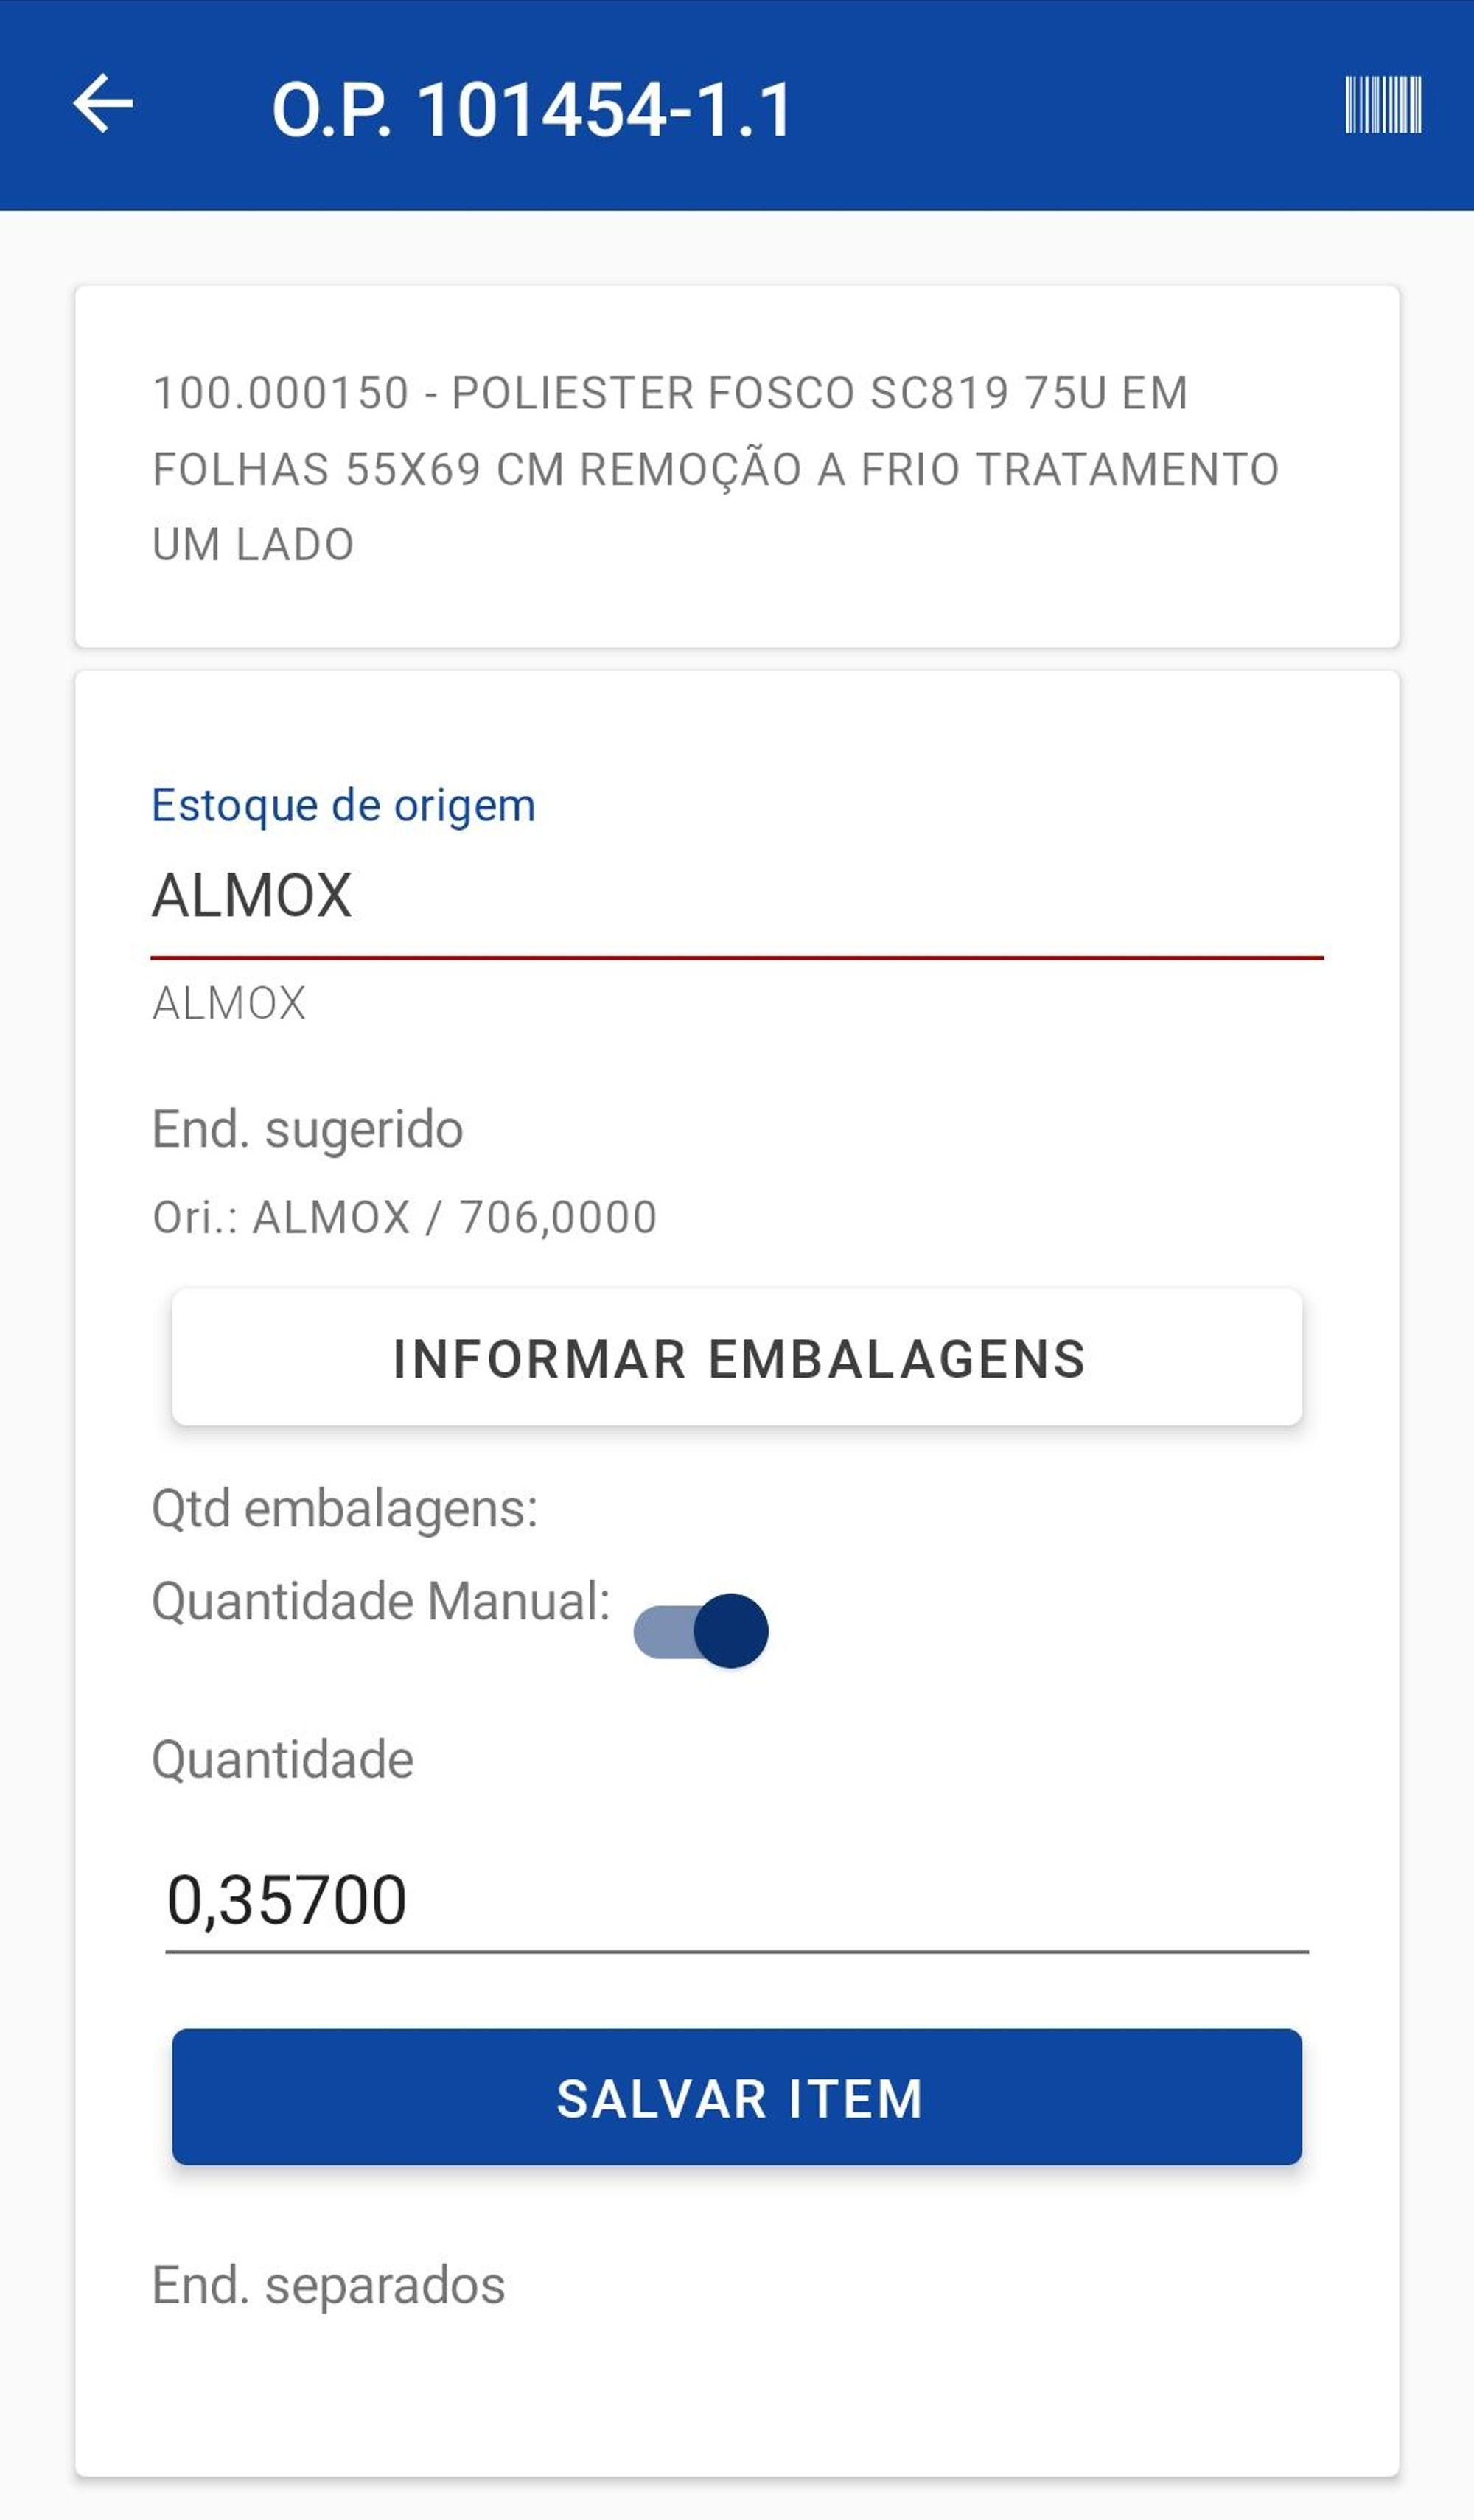 O.P. 101454-1.1
100.000150 - POLIESTER FOSCO SC819 75U EM
FOLHAS 55X69 CM REMOÇÃO A FRIO TRATAMENTO
UM LADO
Estoque de origem
ALMOX
ALMOX
End. sugerido
Ori.: ALMOX / 706,0000
INFORMAR EMBALAGENS
Qtd embalagens:
Quantidade Manual:
Quantidade
0,35700
SALVAR ITEM
End. separados